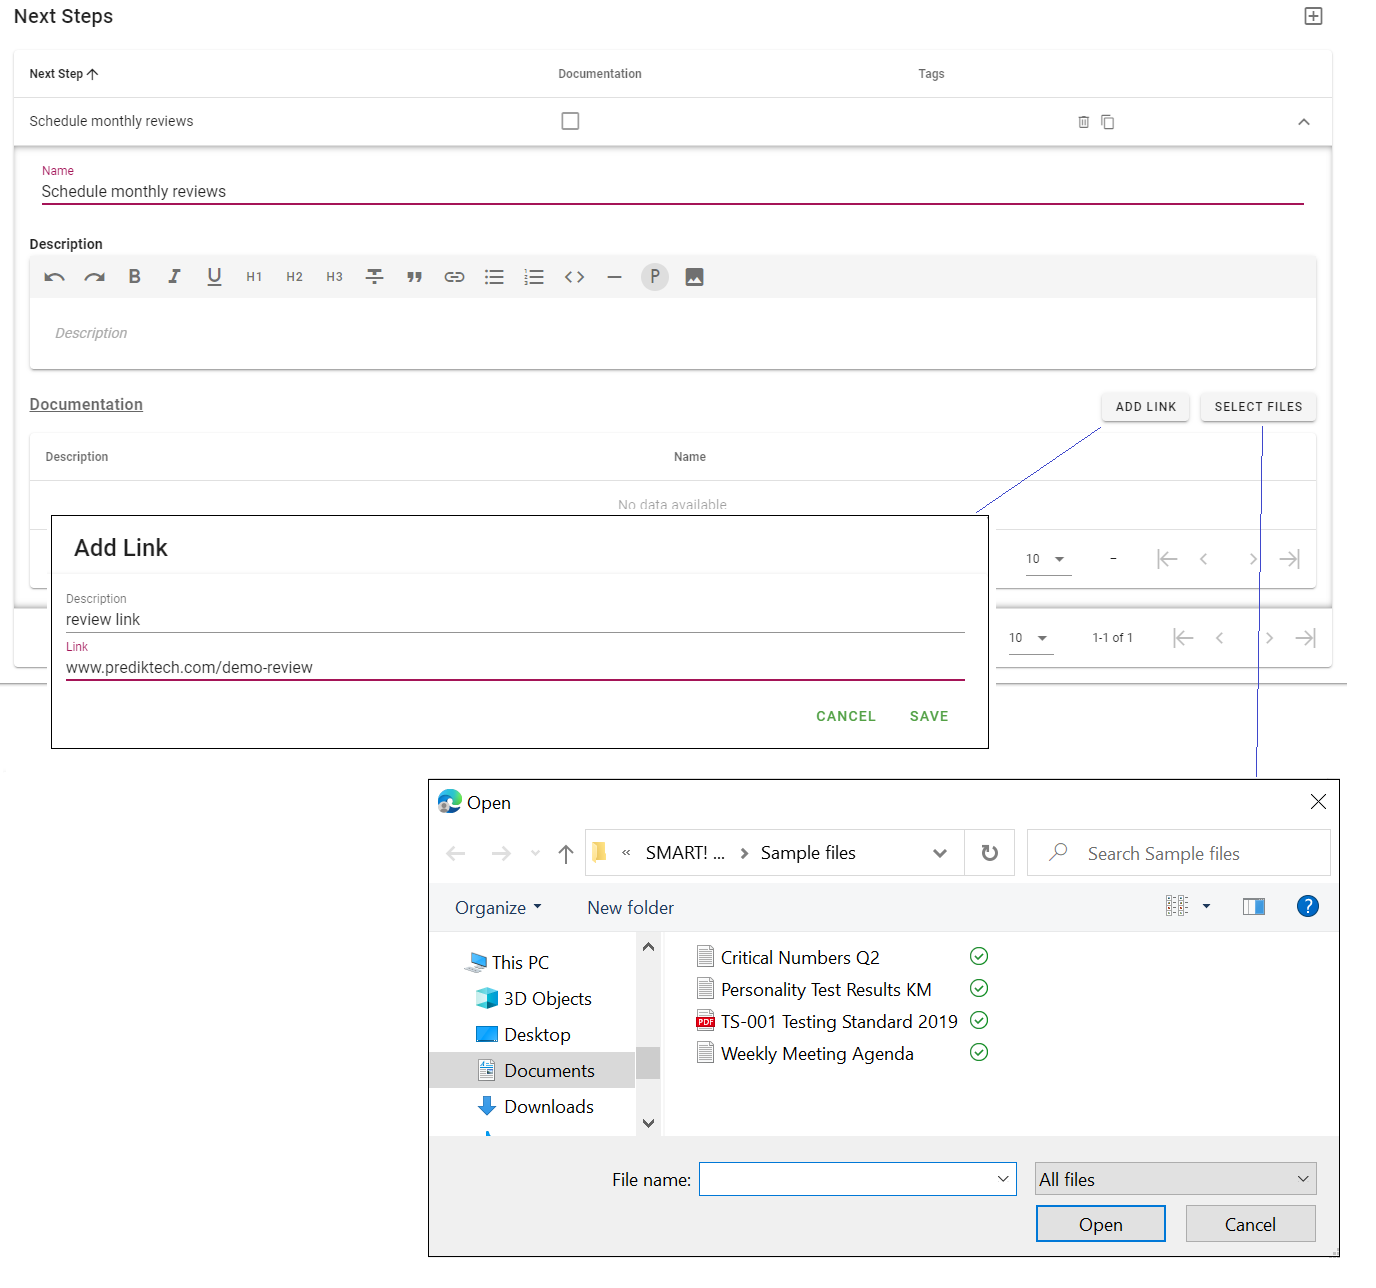 Next Steps
Next Step Documentation Tags
Schedule monthly reviews
Name
Schedule monthly reviews
Description
B I U H1 H2 H3 P
Description
Documentation ADD LINK SELECT FILES
Description Name
No data available
10 –
10 1-1 of 1
Add Link
Description
review link
Link
www.prediktech.com/demo-review
CANCEL SAVE
Open
« SMART! ... Sample files Search Sample files
Organize New folder ?
This PC
3D Objects
Desktop
Documents
Downloads
Critical Numbers Q2
Personality Test Results KM
PDF TS-001 Testing Standard 2019
Weekly Meeting Agenda
File name: All files
Open Cancel